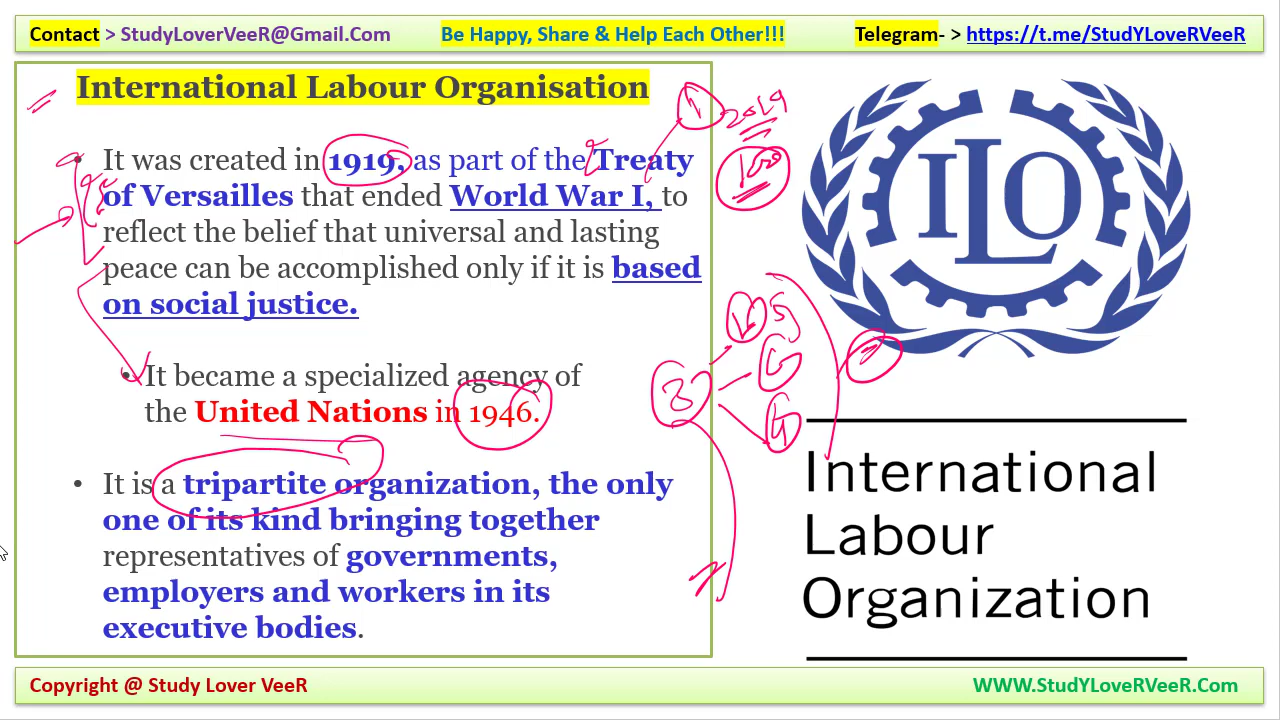 Contact > StudyLoverVeeR@Gmail.Com
Be Happy, Share & Help Each Other!!!
Telegram- > https://t.me/StudYLoveRVeeR
International Labour Organisation
• It was created in 1919, as part of the Treaty
of Versailles that ended World War I, to
reflect the belief that universal and lasting
peace can be accomplished only if it is based
on social justice.
• It became a specialized agency of
the United Nations in 1946.
• It is a tripartite organization, the only
one of its kind bringing together
representatives of governments,
employers and workers in its
executive bodies.
1
2019
100
3
ILO
International
Labour
Organization
Copyright @ Study Lover VeeR
WWW.StudYLoveRVeeR.Com